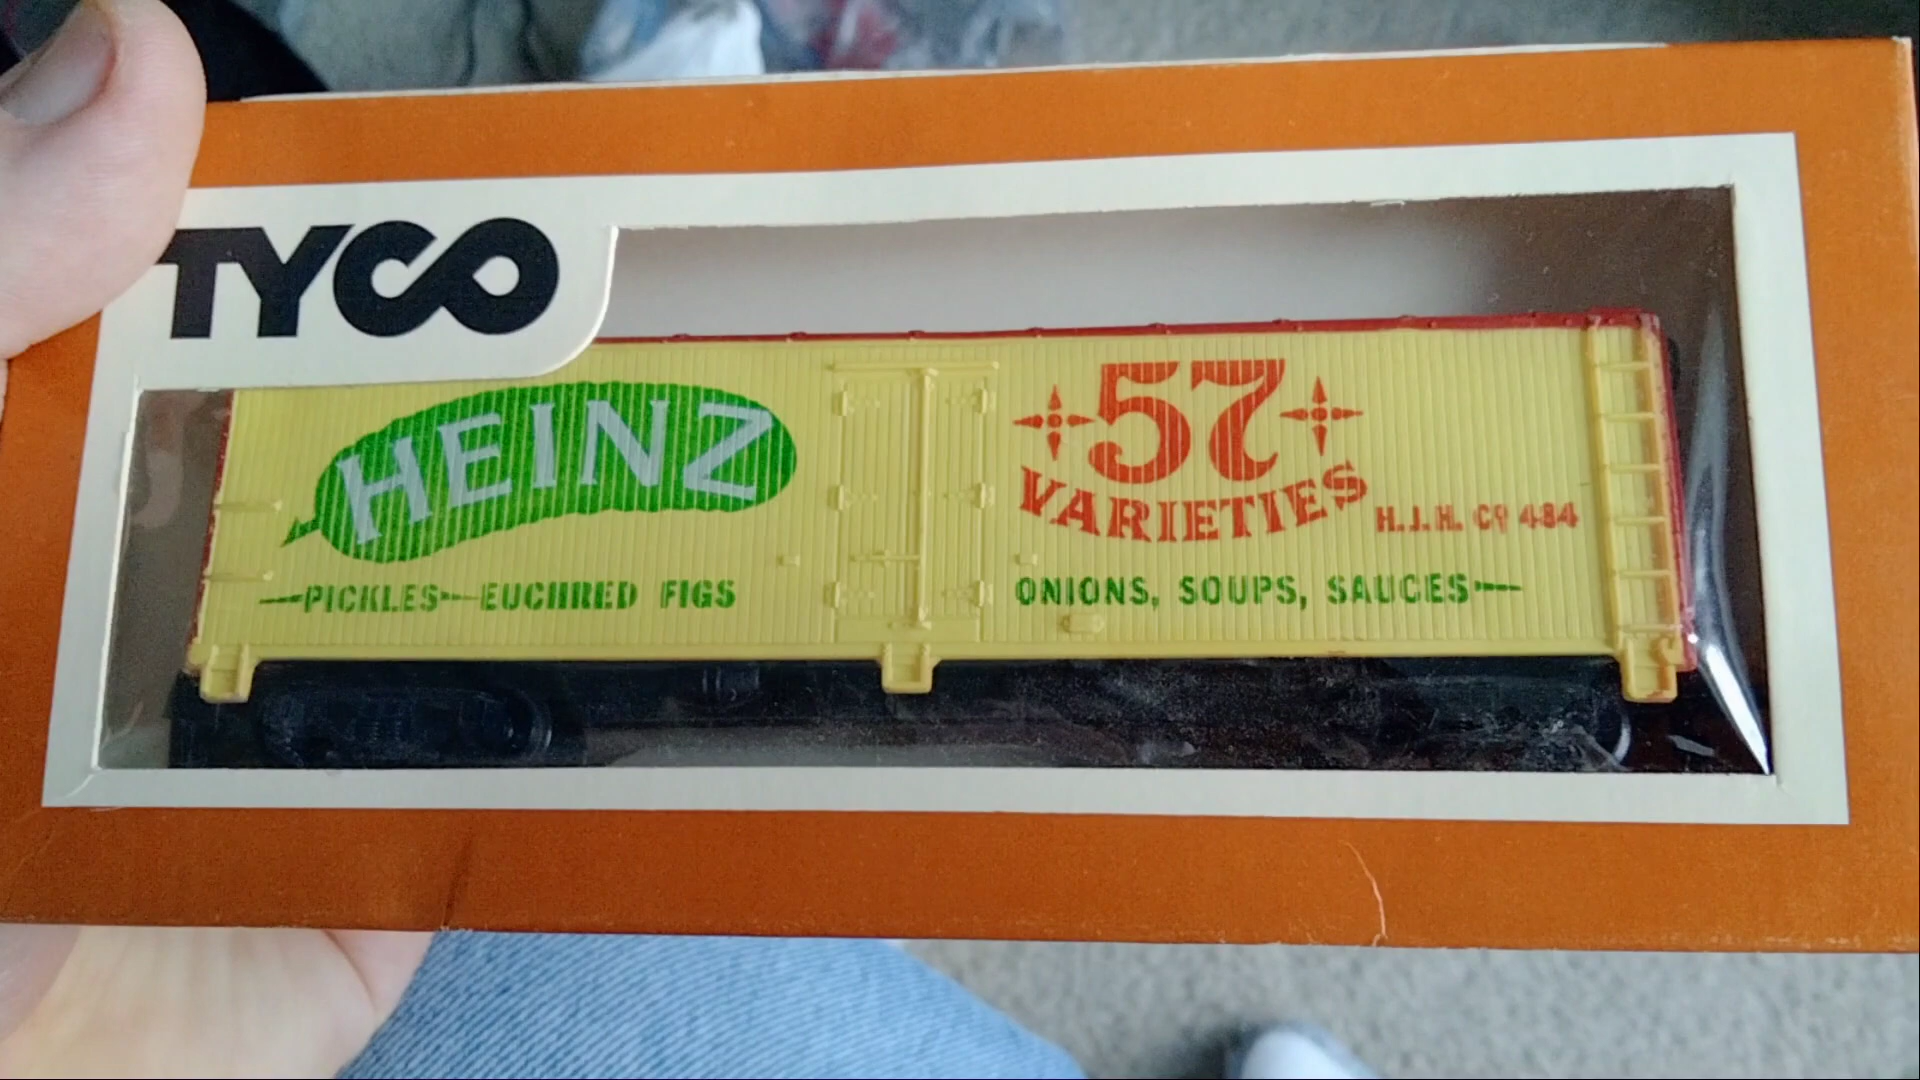 TYCO
HEINZ
PICKLES — EUCHRED FIGS
57
VARIETIES
H.J.H. Co 484
ONIONS, SOUPS, SAUCES